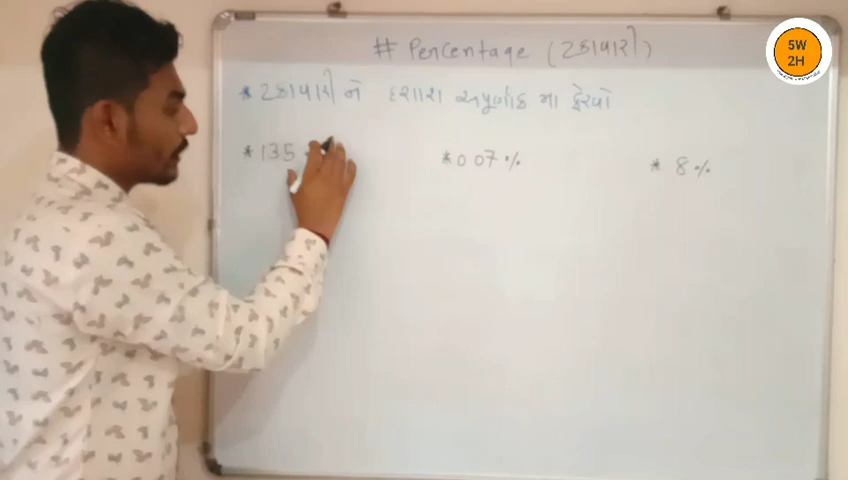 5W
2H
# Percentage (ટકાવારી)
* ટકાવારી ને દશાંશ અપૂર્ણાંક મા ફેરવો
* 135
* 0 07 %
* 8 %